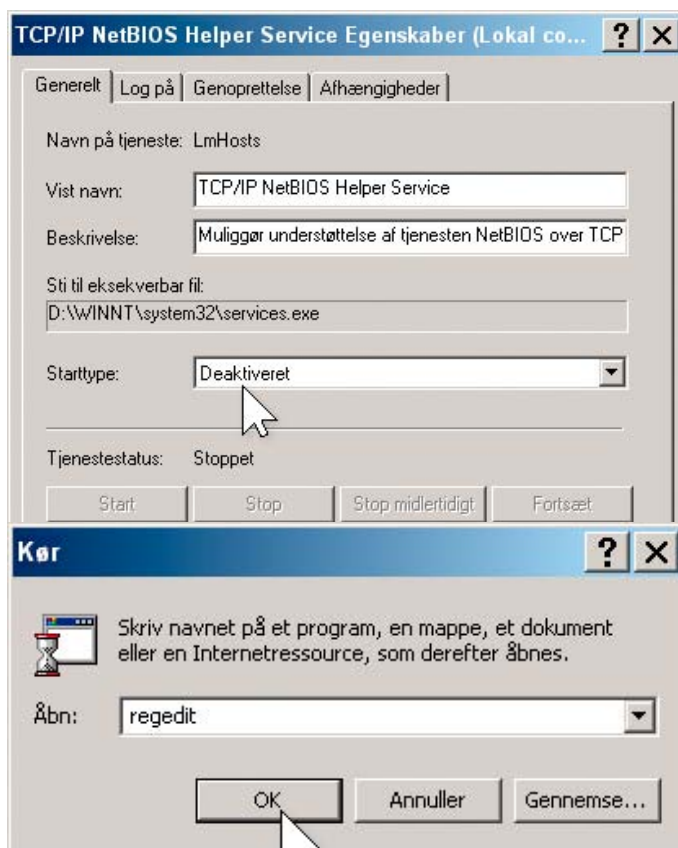 TCP/IP NetBIOS Helper Service Egenskaber (Lokal co...
Generelt Log på Genoprettelse Afhængigheder
Navn på tjeneste: LmHosts
Vist navn: TCP/IP NetBIOS Helper Service
Beskrivelse: Muliggør understøttelse af tjenesten NetBIOS over TCP
Sti til eksekverbar fil:
D:\WINNT\system32\services.exe
Starttype: Deaktiveret
Tjenestestatus: Stoppet
Start Stop Stop midlertidigt Fortsæt
Kør
Skriv navnet på et program, en mappe, et dokument
eller en Internetressource, som derefter åbnes.
Åbn: regedit
OK Annuller Gennemse...